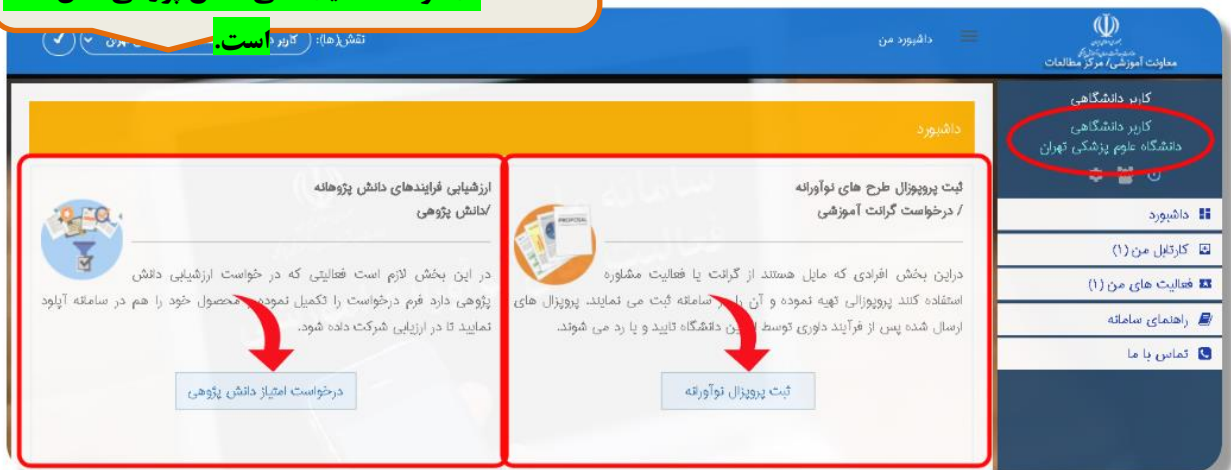 است.
معاونت آموزشی/ مرکز مطالعات
داشبورد من
نقش(ها):
کاربر دانشگاهی
کاربر دانشگاهی
دانشگاه علوم پزشکی تهران
داشبورد
کارتابل من (۱)
فعالیت های من (۱)
راهنمای سامانه
تماس با ما
داشبورد
ثبت پروپوزال طرح های نوآورانه
/ درخواست گرانت آموزشی
PROPOSAL
دراین بخش افرادی که مایل هستند از گرانت یا فعالیت مشاوره
استفاده کنند پروپوزالی تهیه نموده و آن را در سامانه ثبت می نمایند. پروپزال های
ارسال شده پس از فرآیند داوری توسط دانشگاه تایید و یا رد می شوند.
ثبت پروپزال نوآورانه
ارزشیابی فرایندهای دانش پژوهانه
/دانش پژوهی
در این بخش لازم است فعالیتی که در خواست ارزشیابی دانش
پژوهی دارد فرم درخواست را تکمیل نموده و محصول خود را هم در سامانه آپلود
نمایید تا در ارزیابی شرکت داده شود.
درخواست امتیاز دانش پژوهی